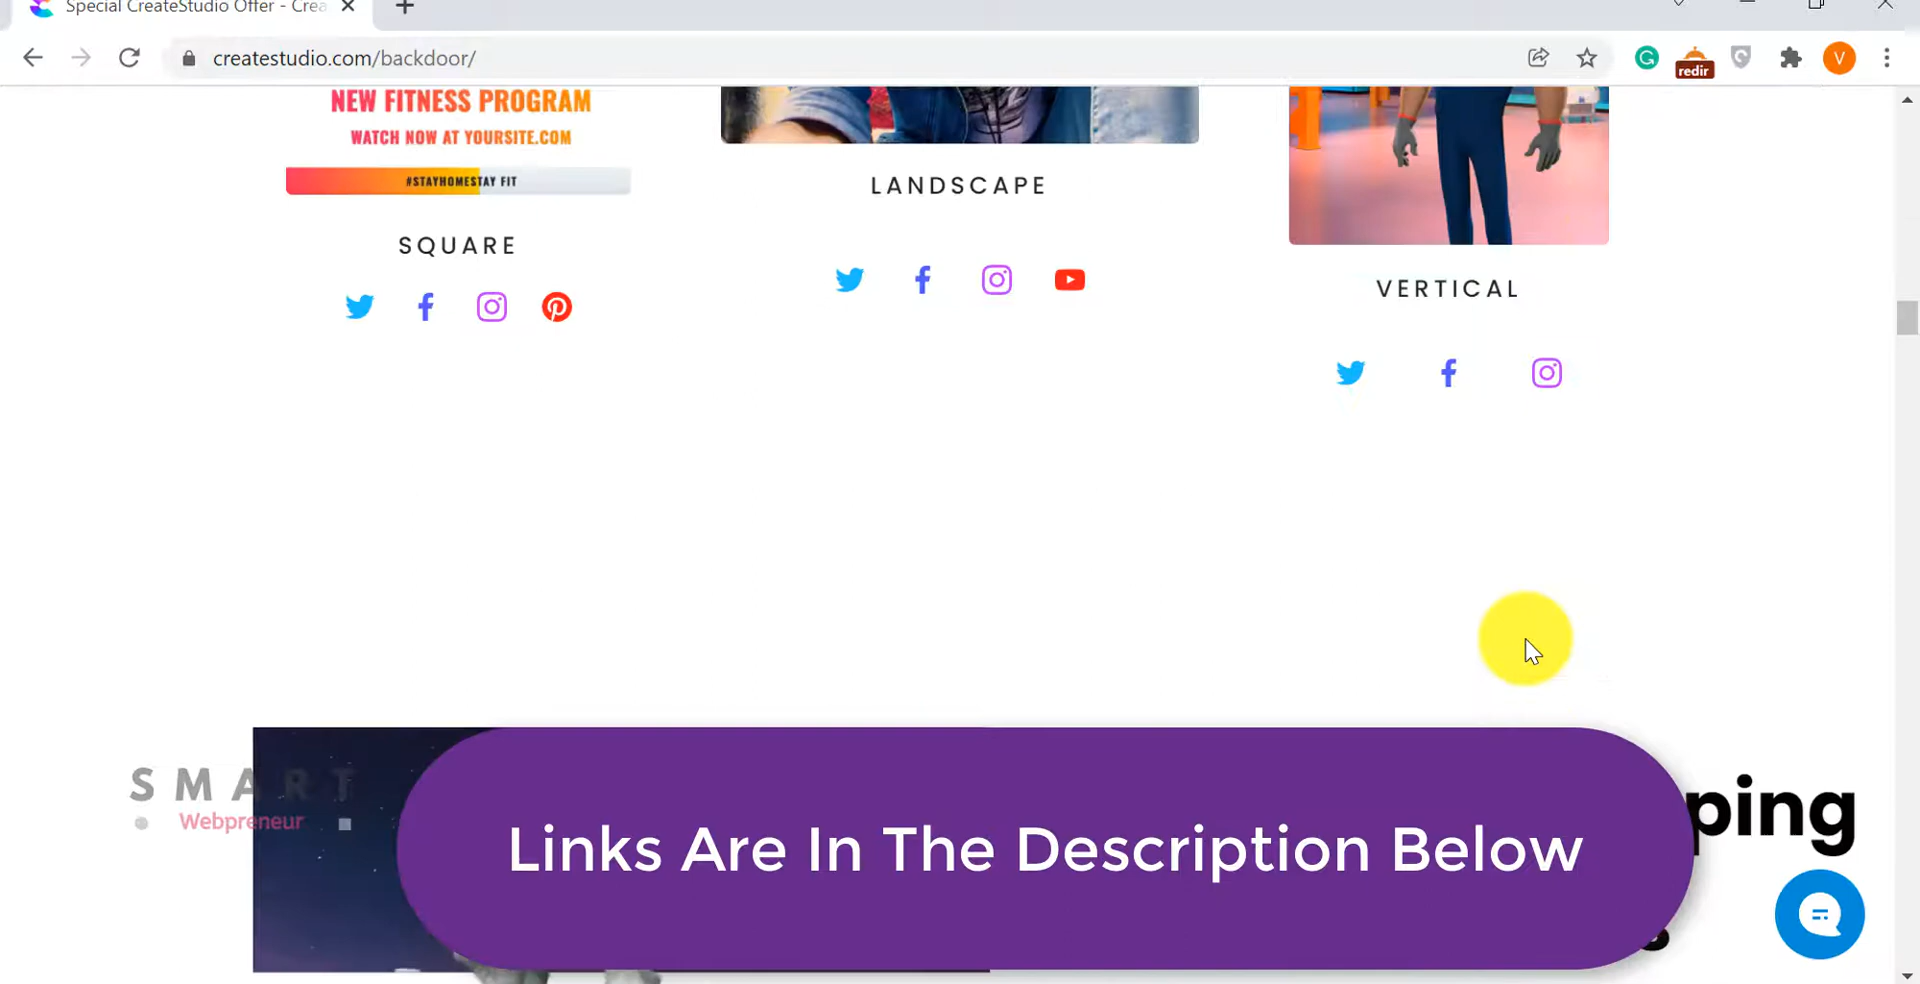 Special CreateStudio Offer - Crea
createstudio.com/backdoor/
redir
V
NEW FITNESS PROGRAM
WATCH NOW AT YOURSITE.COM
#STAYHOMESTAY FIT
SQUARE
LANDSCAPE
VERTICAL
SMART
Webpreneur
Links Are In The Description Below
ping